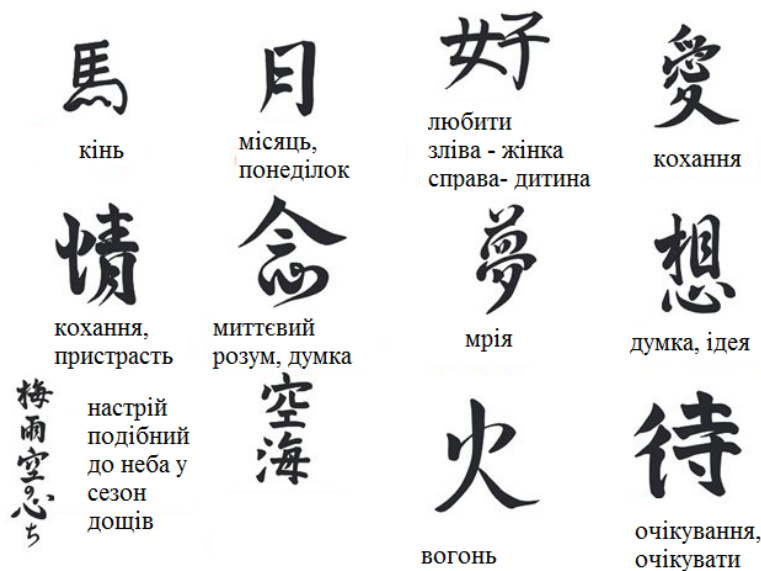 馬
кінь
月
місяць,
понеділок
好
любити
зліва - жінка
справа- дитина
愛
кохання
情
кохання,
пристрасть
念
миттєвий
розум, думка
夢
мрія
想
думка, ідея
梅雨空の心ち
настрій
подібний
до неба у
сезон
дощів
空海
火
вогонь
待
очікування,
очікувати